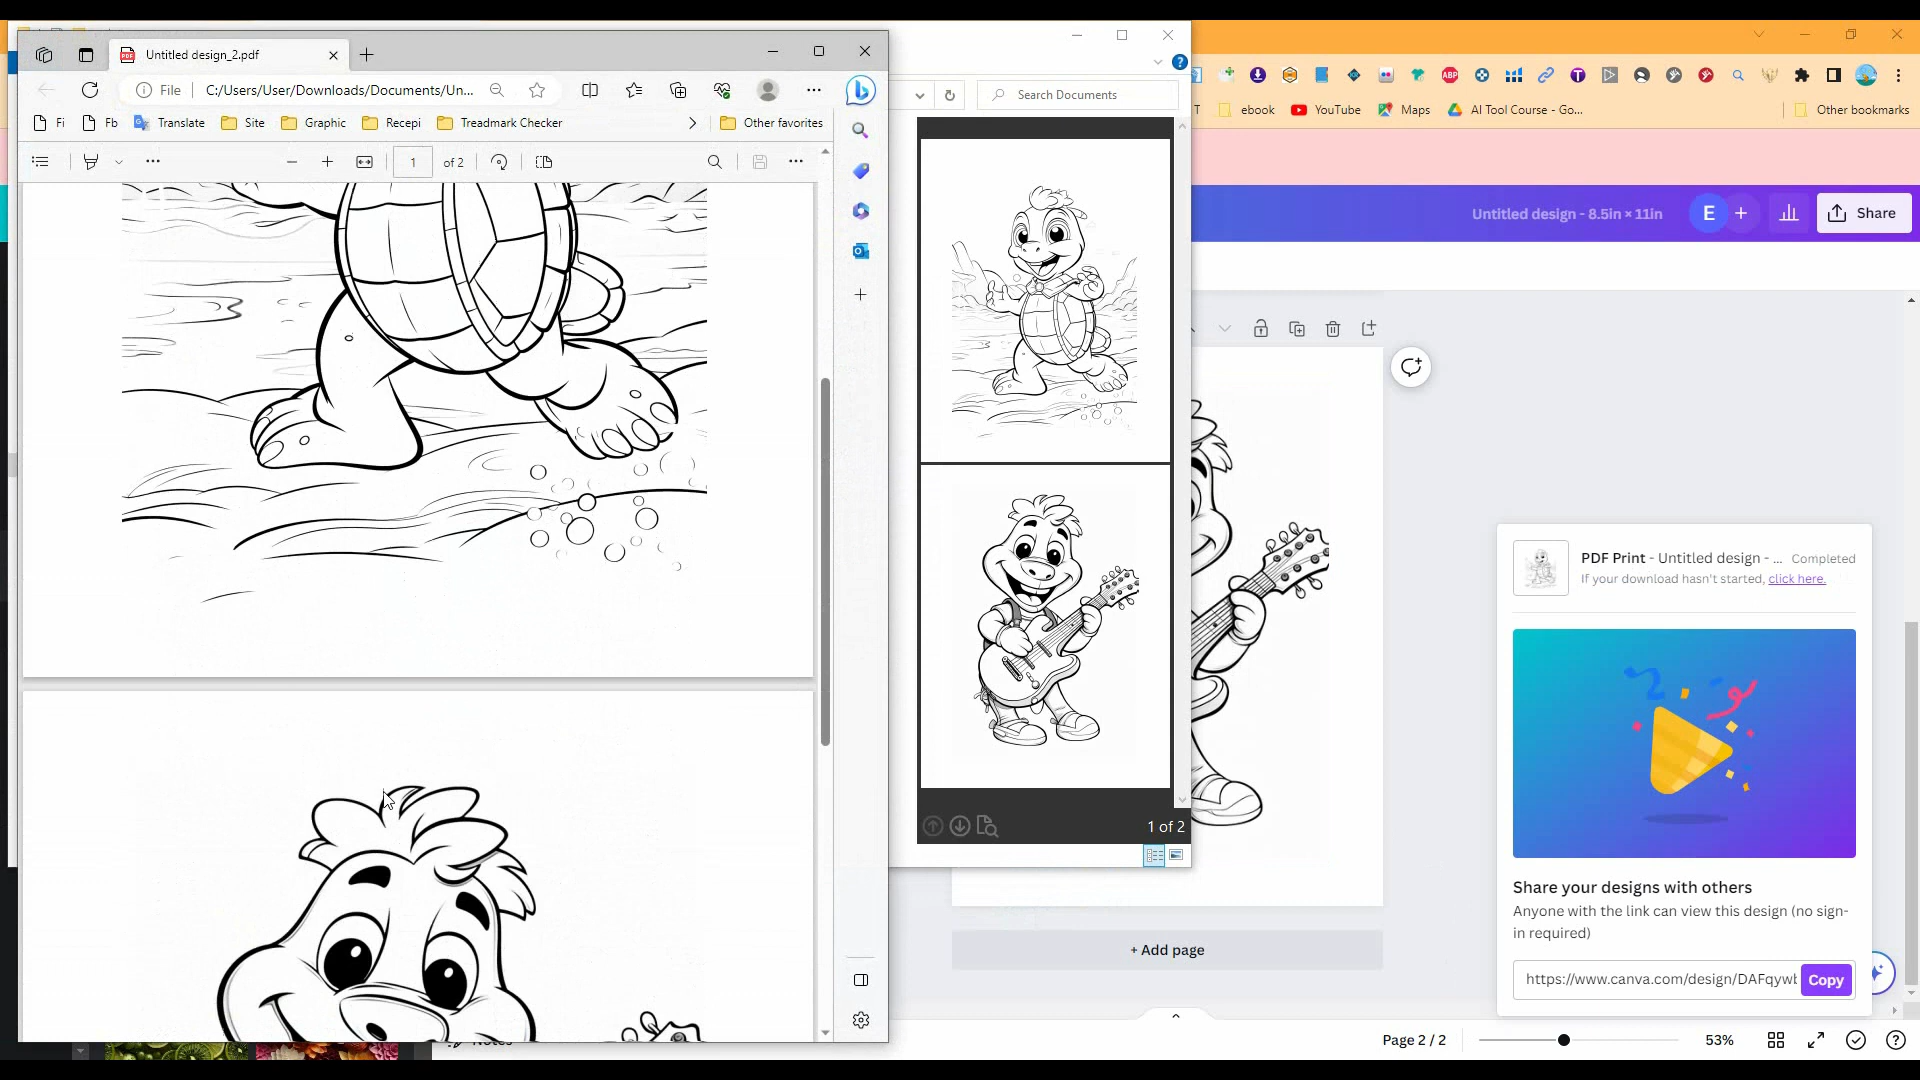 Untitled design_2.pdf
File
C:/Users/User/Downloads/Documents/Un...
Fi
Fb
Translate
Site
Graphic
Recepi
Treadmark Checker
Other favorites
1
of 2
Search Documents
1 of 2
T
ebook
YouTube
Maps
AI Tool Course - Go...
Other bookmarks
ABP
Untitled design - 8.5in × 11in
E
Share
PDF Print - Untitled design - ...
Completed
If your download hasn't started, click here.
Share your designs with others
Anyone with the link can view this design (no sign-
in required)
https://www.canva.com/design/DAFqywb
Copy
+ Add page
Notes
Page 2 / 2
53%